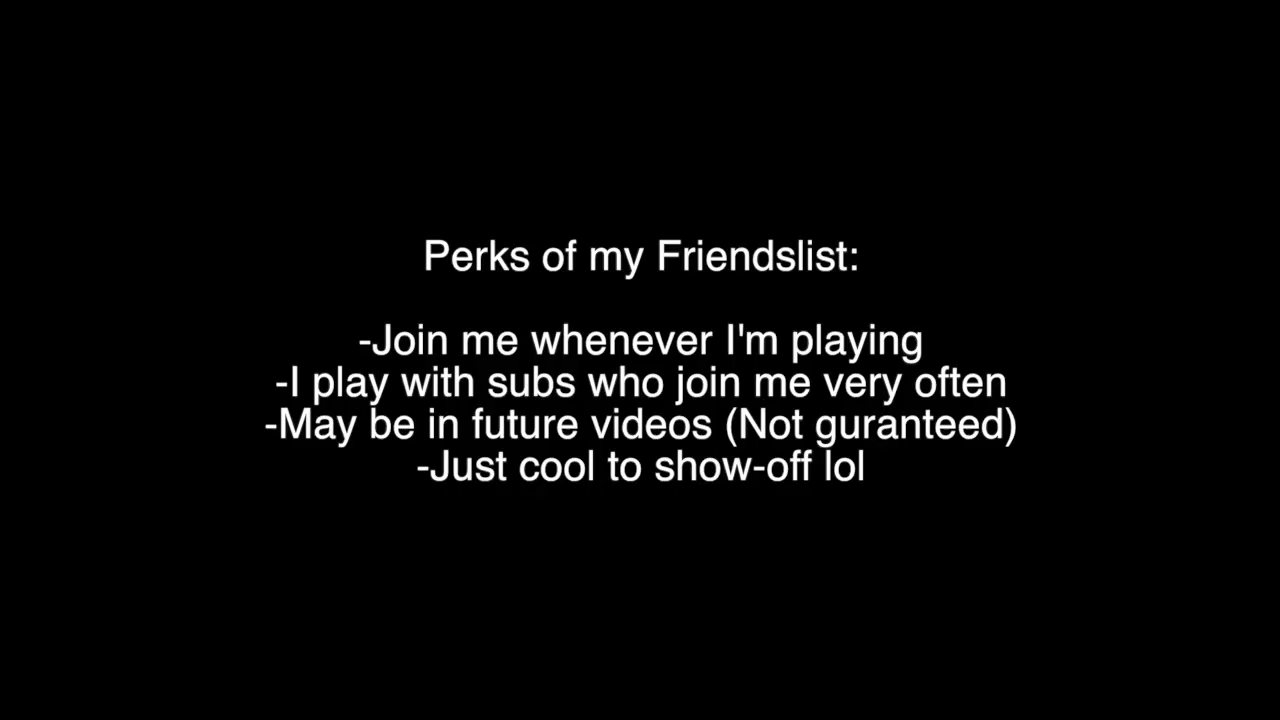 Perks of my Friendslist:
-Join me whenever I'm playing
-I play with subs who join me very often
-May be in future videos (Not guranteed)
-Just cool to show-off lol